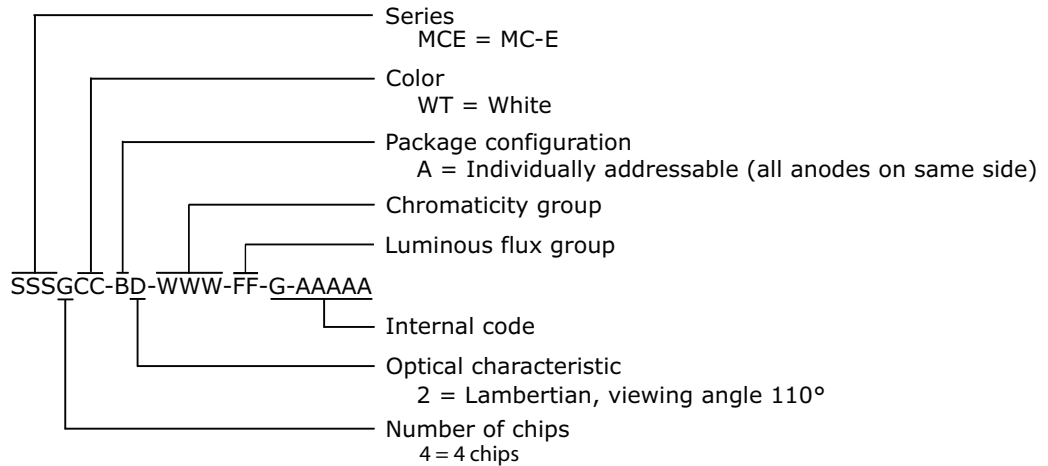 Series
MCE = MC-E
Color
WT = White
Package configuration
A = Individually addressable (all anodes on same side)
Chromaticity group
Luminous flux group
SSSGCC-BD-WWW-FF-G-AAAAA
Internal code
Optical characteristic
2 = Lambertian, viewing angle 110°
Number of chips
4 = 4 chips